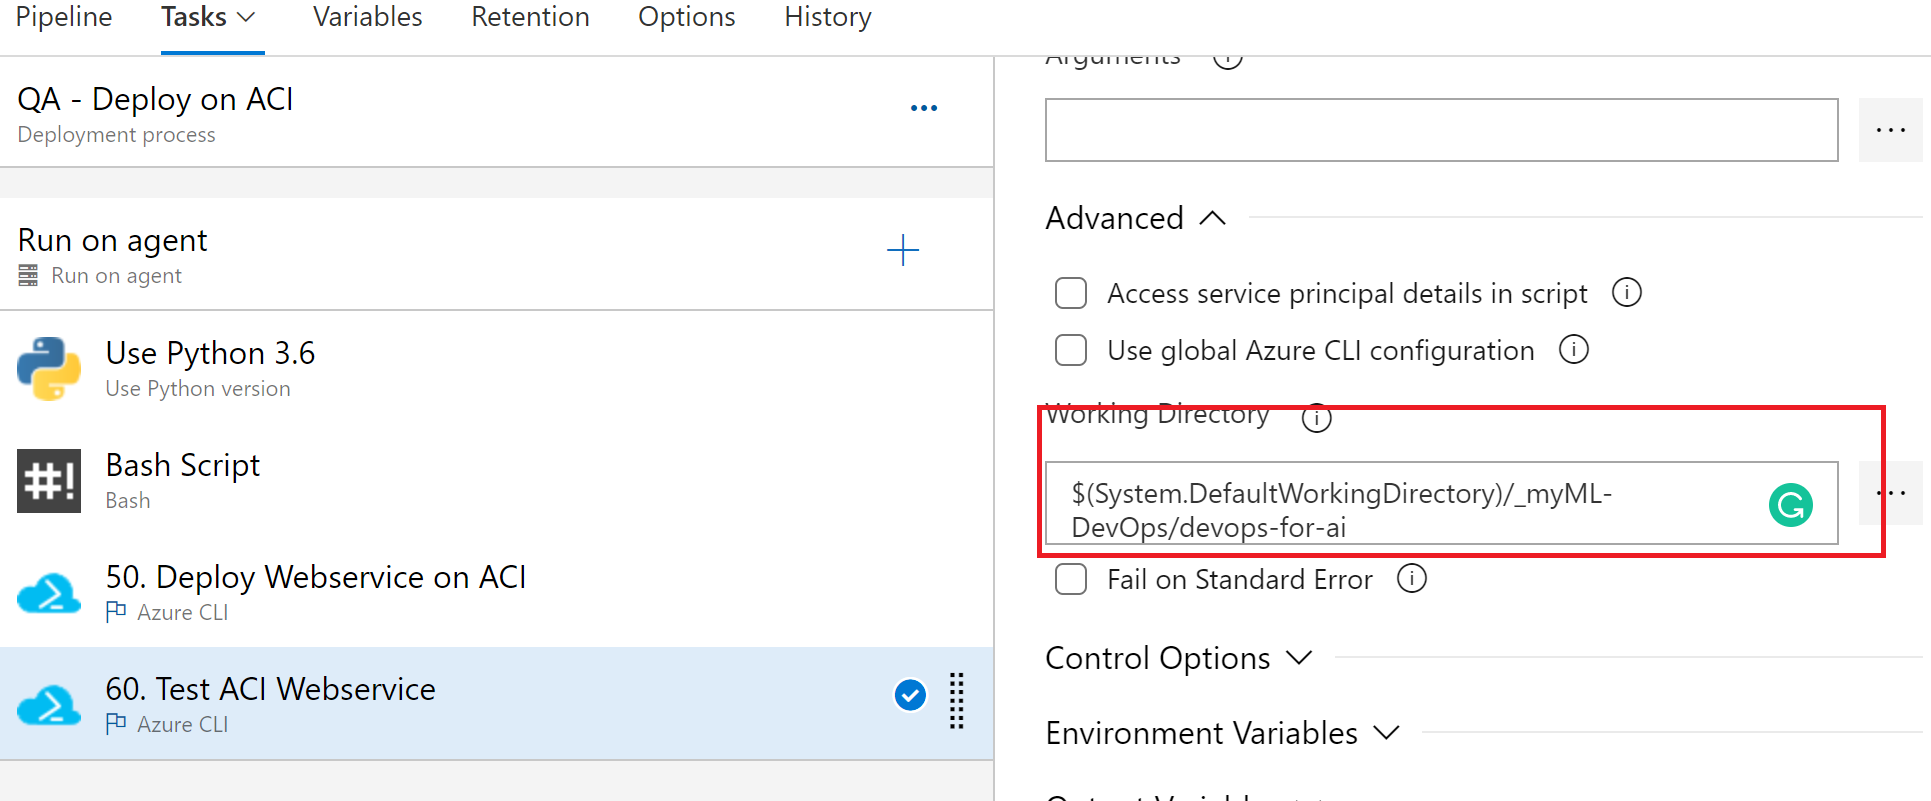 Pipeline Tasks Variables Retention Options History
QA - Deploy on ACI
Deployment process
Run on agent
Run on agent
Use Python 3.6
Use Python version
#!
Bash Script
Bash
50. Deploy Webservice on ACI
Azure CLI
60. Test ACI Webservice
Azure CLI
Arguments
...
Advanced
Access service principal details in script
Use global Azure CLI configuration
Working Directory
$(System.DefaultWorkingDirectory)/_myML-
DevOps/devops-for-ai
...
Fail on Standard Error
Control Options
Environment Variables